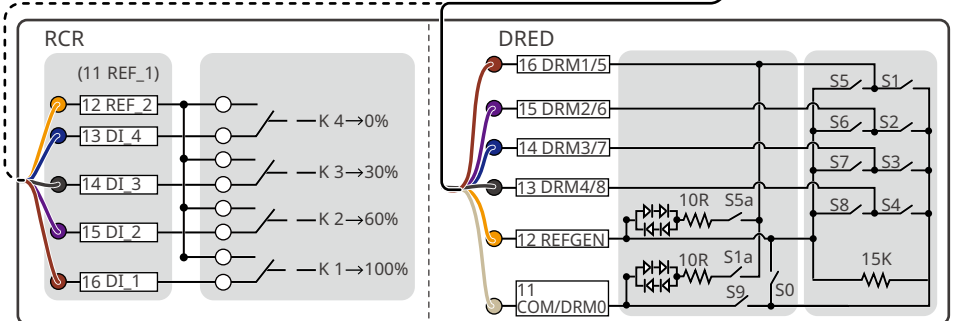 RCR
(11 REF_1)
12 REF_2
13 DI_4
14 DI_3
15 DI_2
16 DI_1
K 4→0%
K 3→30%
K 2→60%
K 1→100%
DRED
16 DRM1/5
15 DRM2/6
14 DRM3/7
13 DRM4/8
12 REFGEN
11
COM/DRM0
10R S5a
10R S1a
S9 S0
S5 S1
S6 S2
S7 S3
S8 S4
15K